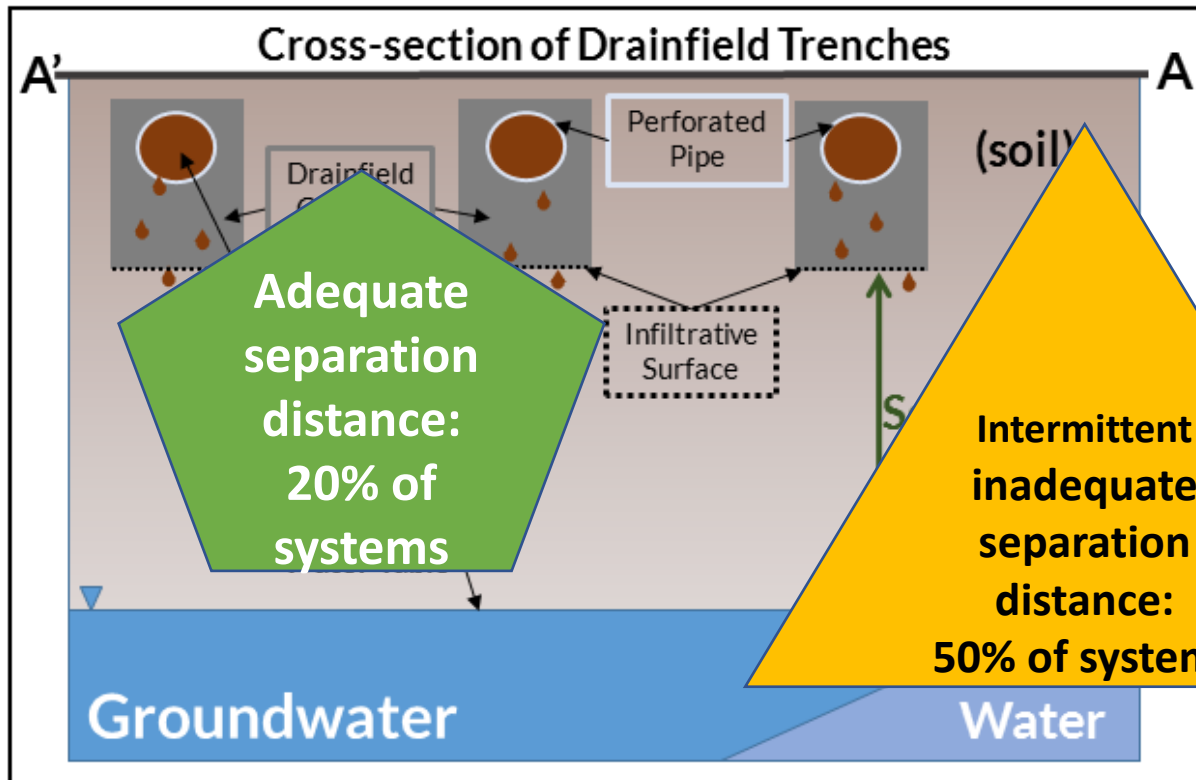 Cross-section of Drainfield Trenches
A'
A
Perforated
Pipe
(soil)
Drainfield
Infiltrative
Surface
Adequate
separation
distance:
20% of
systems
Intermittent
inadequate
separation
distance:
50% of
Groundwater
Water